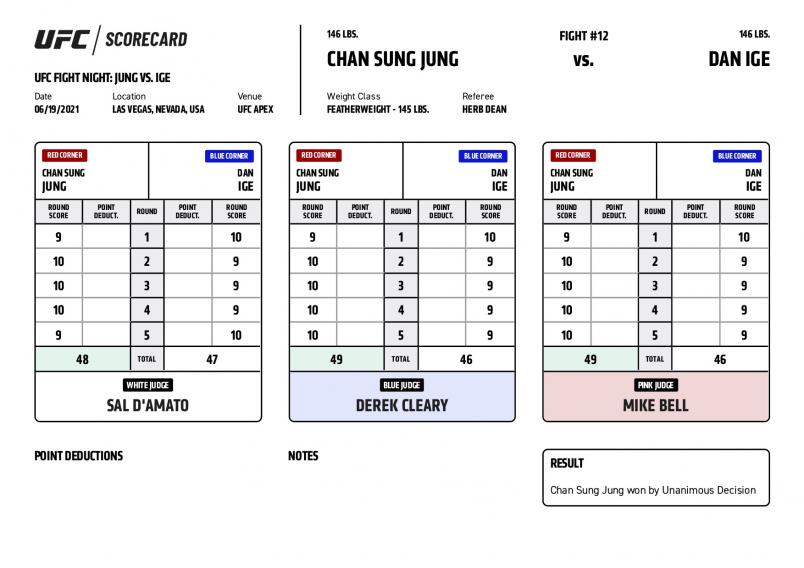 UFC / SCORECARD
UFC FIGHT NIGHT: JUNG VS. IGE
Date Location Venue
06/19/2021 LAS VEGAS, NEVADA, USA UFC APEX
146 LBS. FIGHT #12 146 LBS.
CHAN SUNG JUNG VS. DAN IGE
Weight Class Referee
FEATHERWEIGHT - 145 LBS. HERB DEAN
RED CORNER BLUE CORNER
CHAN SUNG DAN
JUNG IGE
ROUND SCORE POINT DEDUCT. ROUND POINT DEDUCT. ROUND SCORE
9 1 10
10 2 9
10 3 9
10 4 9
9 5 10
48 TOTAL 47
WHITE JUDGE
SAL D'AMATO
RED CORNER BLUE CORNER
CHAN SUNG DAN
JUNG IGE
ROUND SCORE POINT DEDUCT. ROUND POINT DEDUCT. ROUND SCORE
9 1 10
10 2 9
10 3 9
10 4 9
10 5 9
49 TOTAL 46
BLUE JUDGE
DEREK CLEARY
RED CORNER BLUE CORNER
CHAN SUNG DAN
JUNG IGE
ROUND SCORE POINT DEDUCT. ROUND POINT DEDUCT. ROUND SCORE
9 1 10
10 2 9
10 3 9
10 4 9
10 5 9
49 TOTAL 46
PINK JUDGE
MIKE BELL
POINT DEDUCTIONS
NOTES
RESULT
Chan Sung Jung won by Unanimous Decision